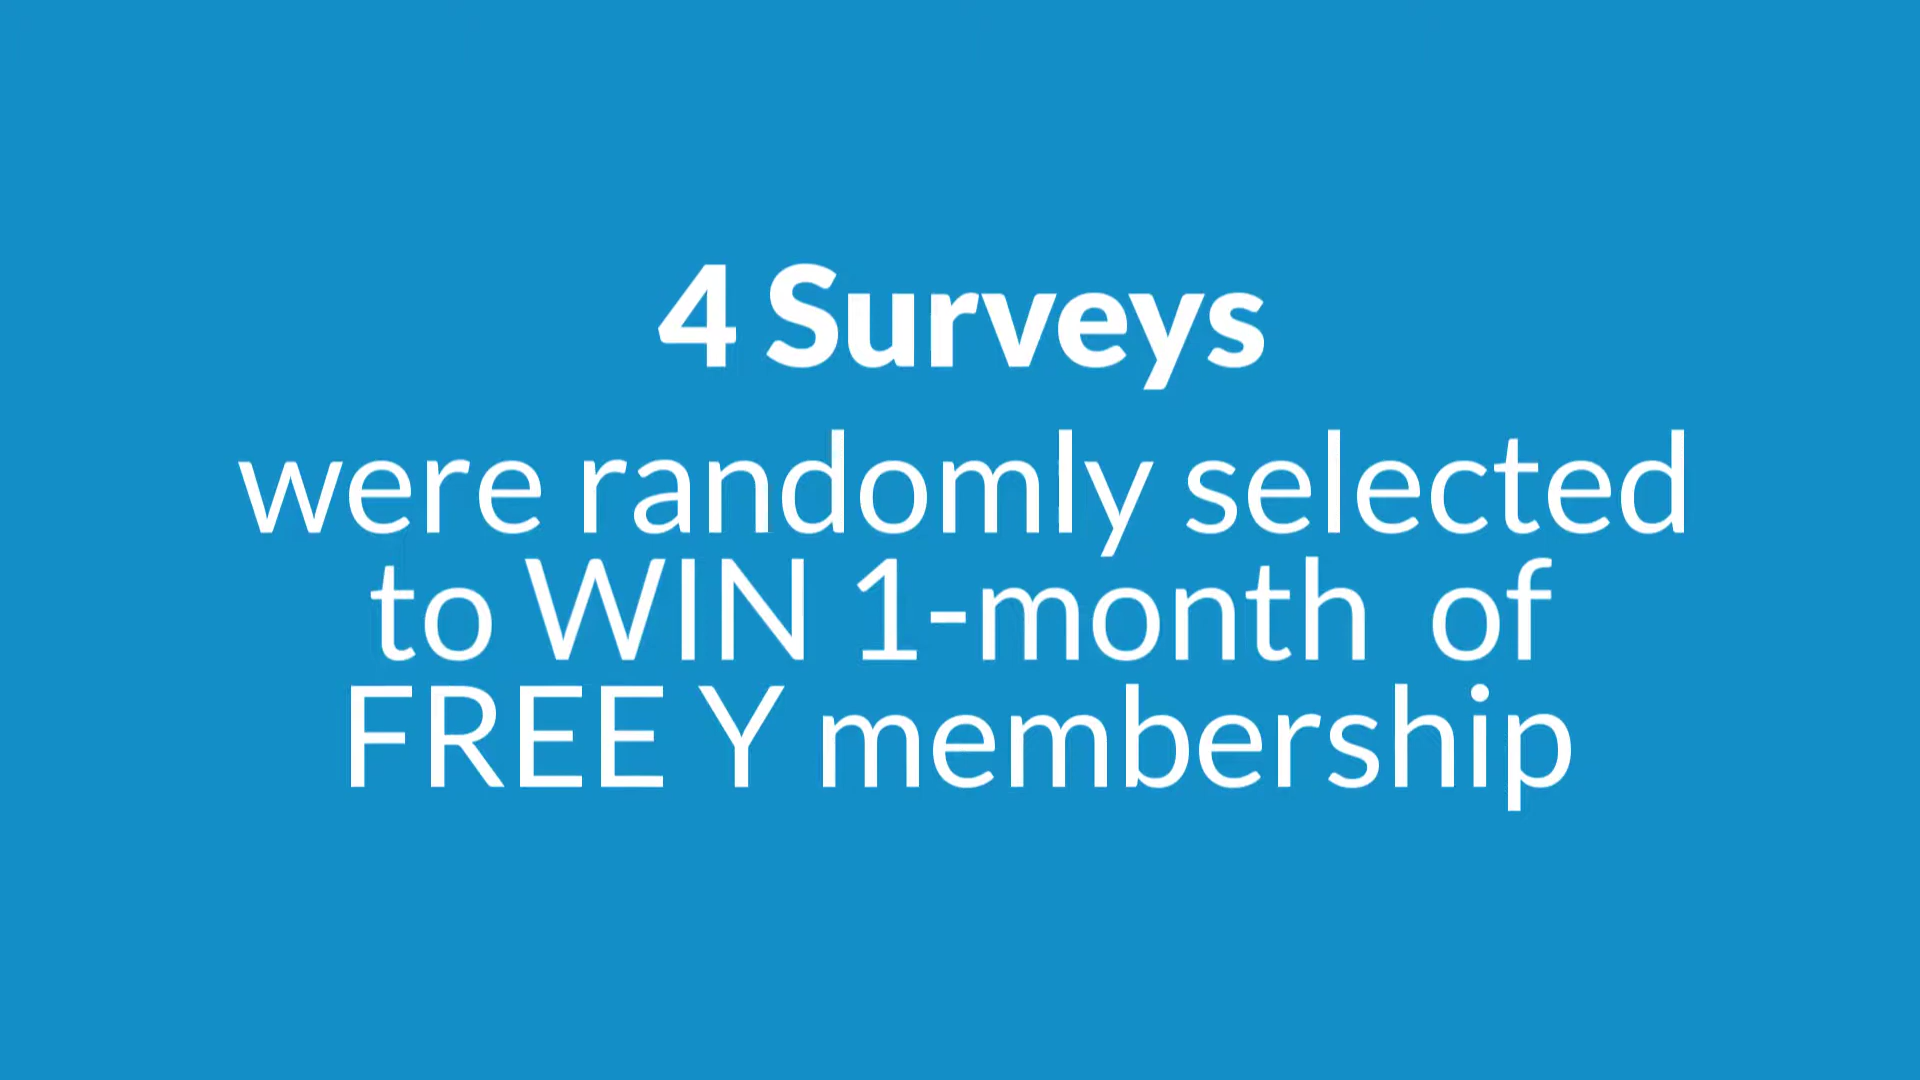 4 Surveys
were randomly selected
to WIN 1-month  of
FREE Y membership